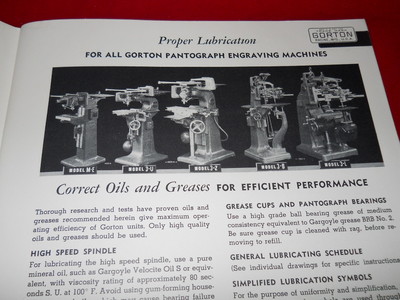 GORTON
RACINE, WIS., U.S.A.
Proper Lubrication
FOR ALL GORTON PANTOGRAPH ENGRAVING MACHINES
MODEL M-E MODEL 3-U MODEL 3-Z MODEL 3-B MODEL 3-L
Correct Oils and Greases FOR EFFICIENT PERFORMANCE
Thorough research and tests have proven oils and
greases recommended herein give maximum oper-
ating efficiency of Gorton units. Only high quality
oils and greases should be used.
HIGH SPEED SPINDLE
For lubricating the high speed spindle, use a pure
mineral oil, such as Gargoyle Velocite Oil S or equiv-
alent, with viscosity rating of approximately 80 sec-
onds S. U. at 100° F. Avoid using gum-forming house-
may cause bearing failure
GREASE CUPS AND PANTOGRAPH BEARINGS
Use a high grade ball bearing grease of medium
consistency equivalent to Gargoyle grease BRB No. 2.
Be sure grease cup is cleaned with rag, before re-
moving to refill.
GENERAL LUBRICATING SCHEDULE
(See individual drawings for specific instructions
SIMPLIFIED LUBRICATION SYMBOLS
For the purpose of uniformity and simplification,